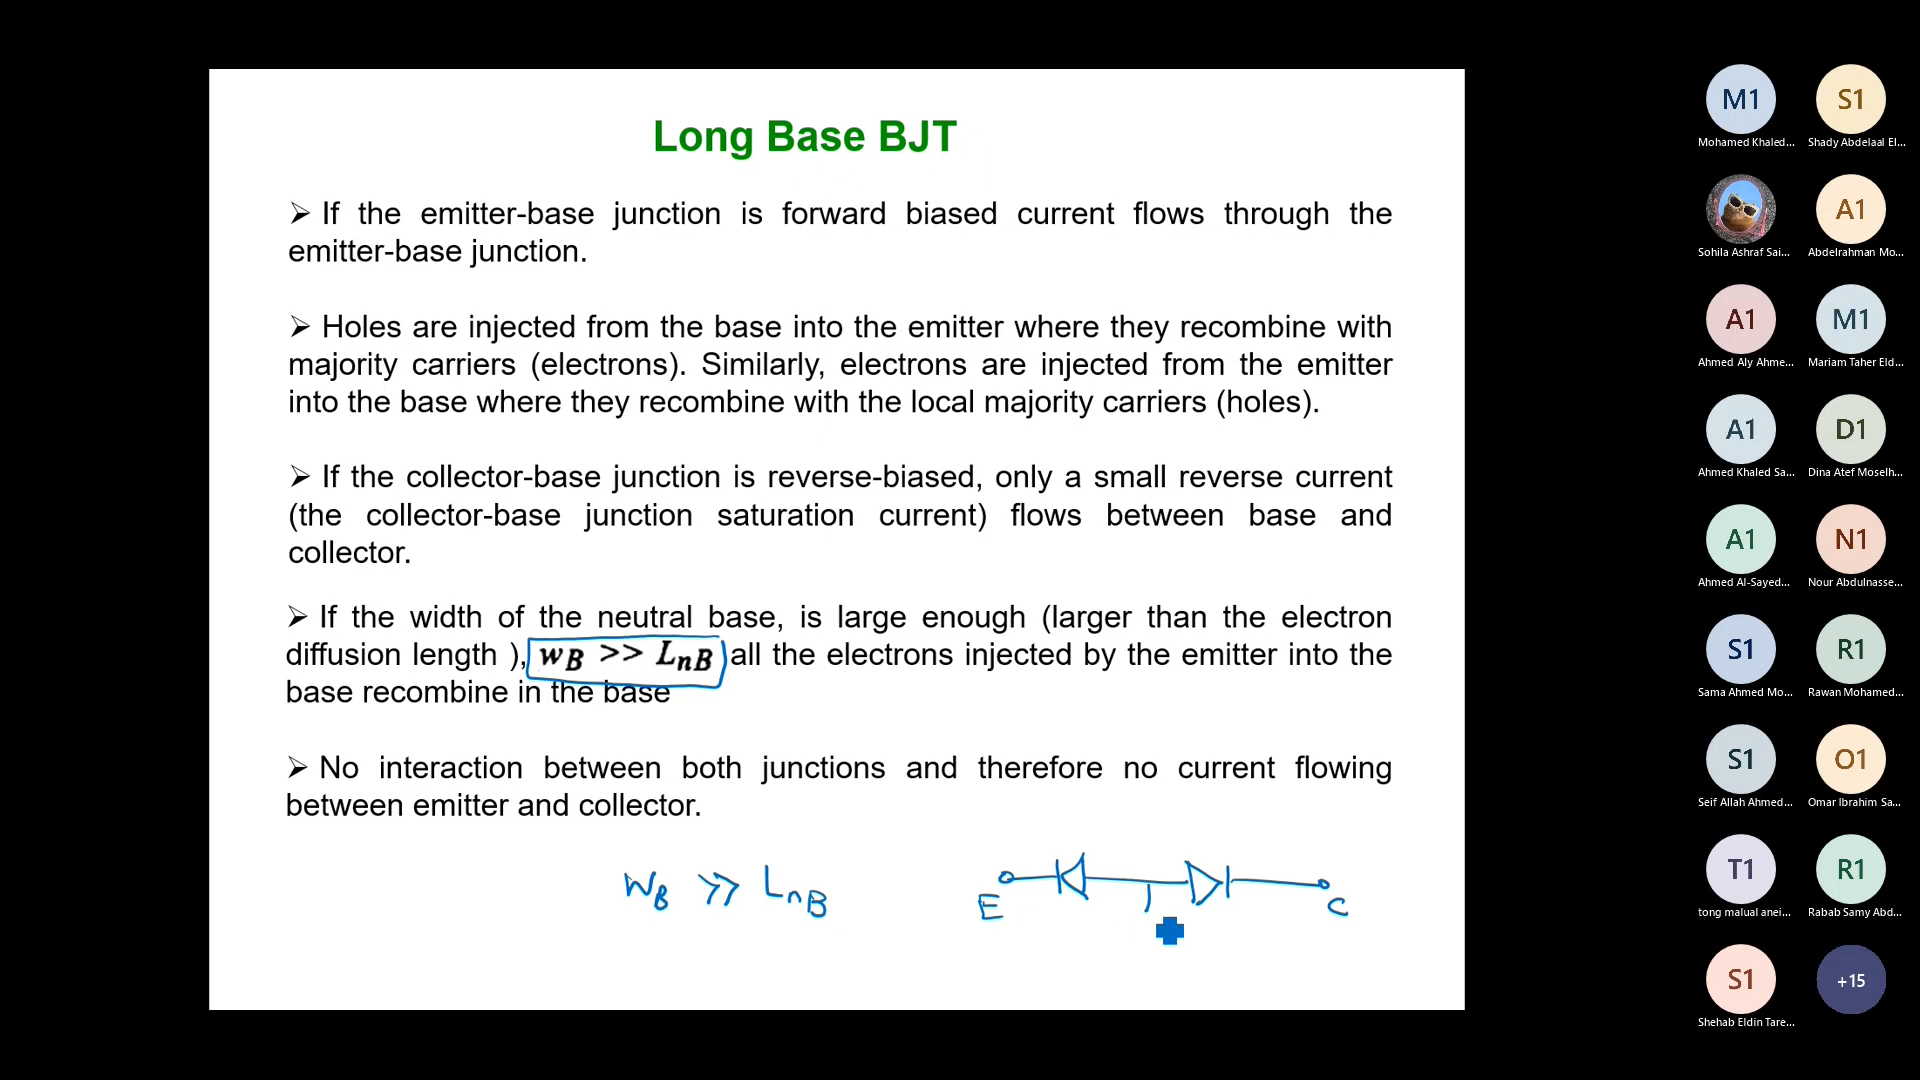 Long Base BJT
➢ If the emitter-base junction is forward biased current flows through the
emitter-base junction.
➢ Holes are injected from the base into the emitter where they recombine with
majority carriers (electrons). Similarly, electrons are injected from the emitter
into the base where they recombine with the local majority carriers (holes).
➢ If the collector-base junction is reverse-biased, only a small reverse current
(the collector-base junction saturation current) flows between base and
collector.
➢ If the width of the neutral base, is large enough (larger than the electron
diffusion length ), wB >> LnB all the electrons injected by the emitter into the
base recombine in the base
➢ No interaction between both junctions and therefore no current flowing
between emitter and collector.
WB >> LnB
E C
M1 S1
Mohamed Khaled... Shady Abdelaal El...
A1
Sohila Ashraf Sai... Abdelrahman Mo...
A1 M1
Ahmed Aly Ahme... Mariam Taher Eld...
A1 D1
Ahmed Khaled Sa... Dina Atef Moselh...
A1 N1
Ahmed Al-Sayed... Nour Abdulnasse...
S1 R1
Sama Ahmed Mo... Rawan Mohamed...
S1 O1
Seif Allah Ahmed... Omar Ibrahim Sa...
T1 R1
tong malual anei... Rabab Samy Abd...
S1 +15
Shehab Eldin Tare...